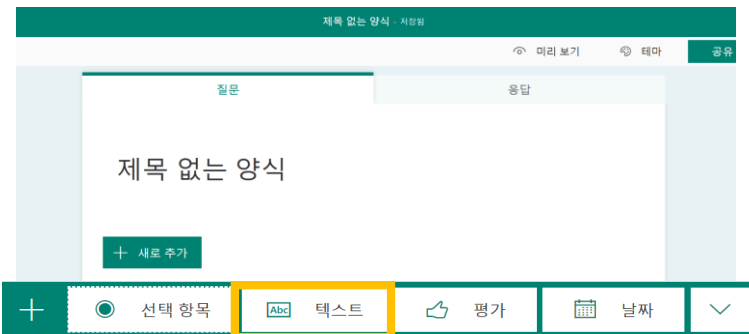 제목 없는 양식 - 저장됨
미리 보기 테마 공유
질문 응답
제목 없는 양식
새로 추가
선택 항목 Abc 텍스트 평가 날짜